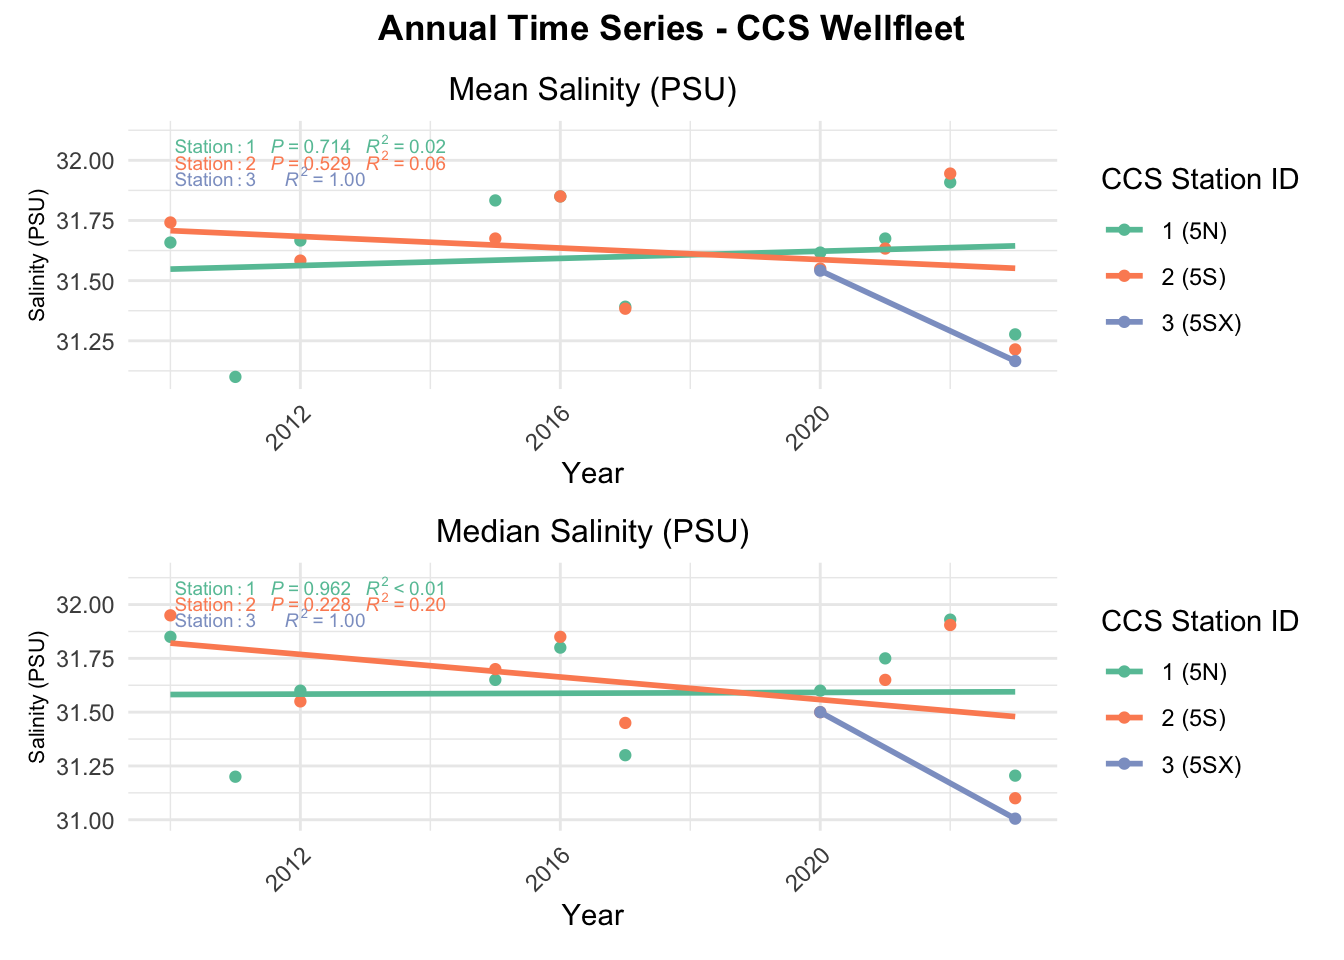 Annual Time Series - CCS Wellfleet
Mean Salinity (PSU)
Station: 1 P = 0.714 R² = 0.02
Station: 2 P = 0.529 R² = 0.06
Station: 3 R² = 1.00
32.00
31.75
31.50
31.25
Salinity (PSU)
2012
2016
2020
Year
CCS Station ID
1 (5N)
2 (5S)
3 (5SX)
Median Salinity (PSU)
Station: 1 P = 0.962 R² < 0.01
Station: 2 P = 0.228 R² = 0.20
Station: 3 R² = 1.00
32.00
31.75
31.50
31.25
31.00
Salinity (PSU)
2012
2016
2020
Year
CCS Station ID
1 (5N)
2 (5S)
3 (5SX)